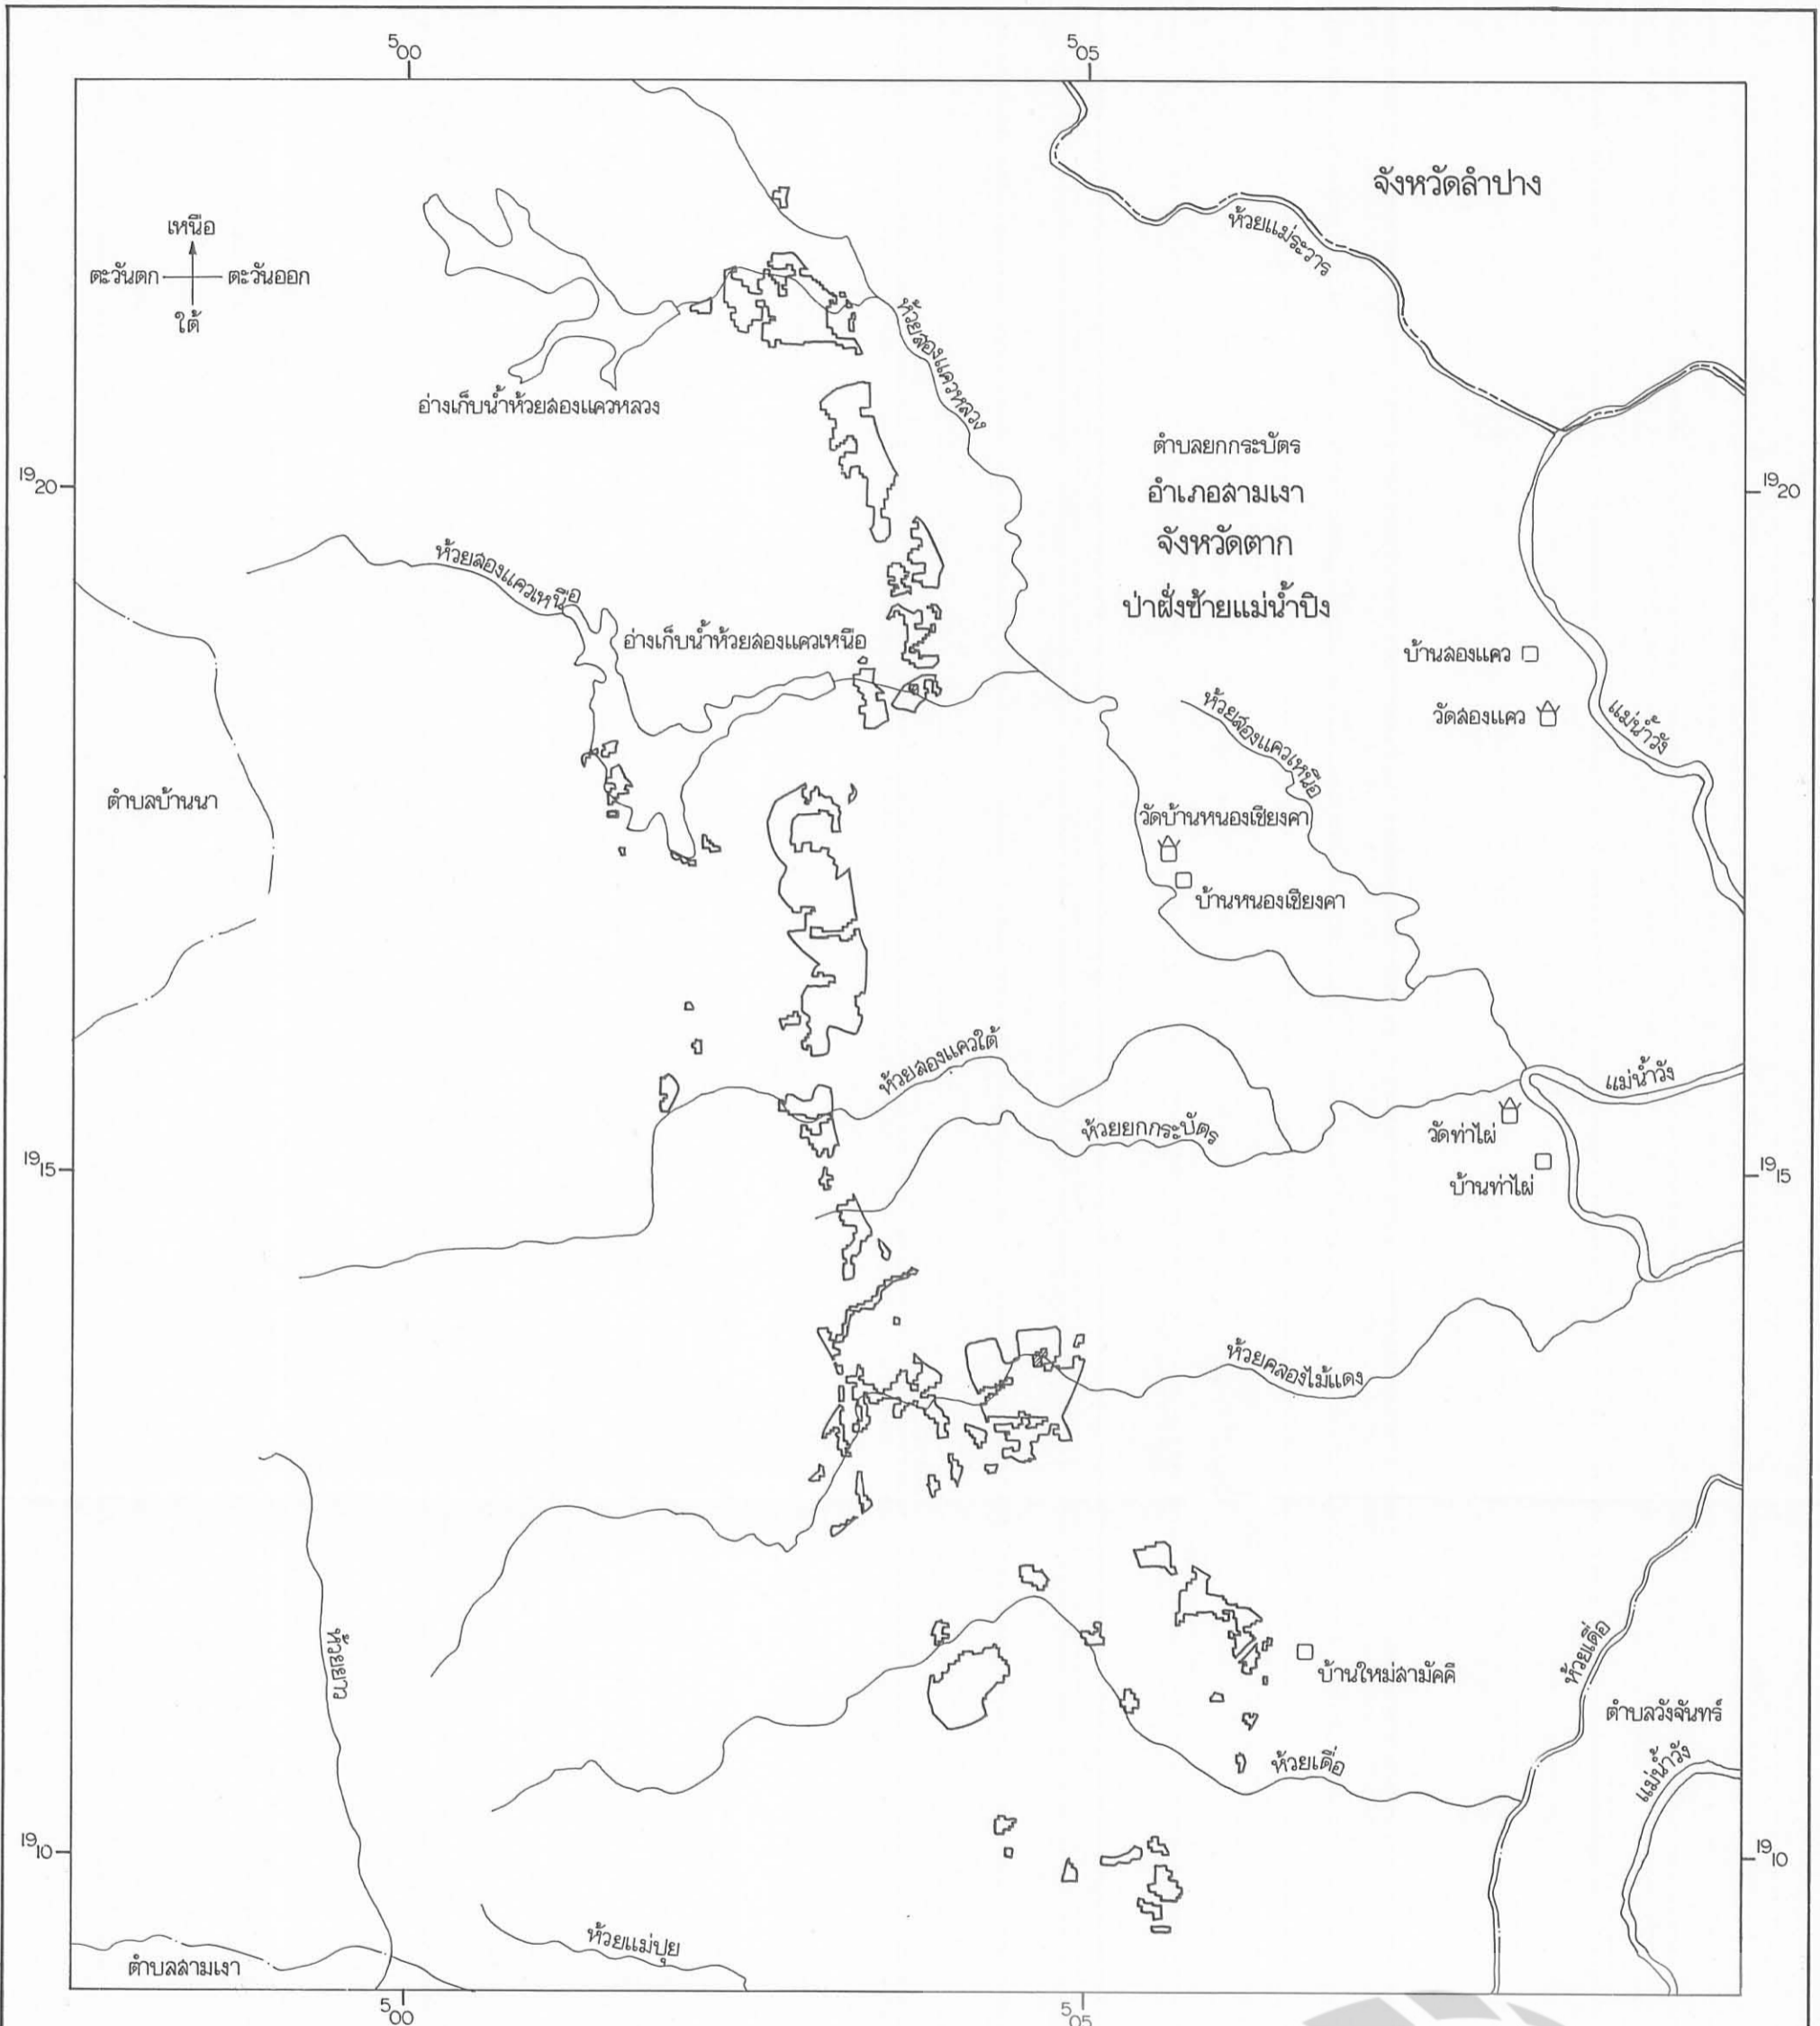 500
505
จังหวัดลำปาง
ห้วยแม่ระวาร
เหนือ
ตะวันตก
ตะวันออก
ใต้
ห้วยสองแควหลวง
อ่างเก็บน้ำห้วยสองแควหลวง
ตำบลยกกระบัตร
1920
อำเภอสามเงา
1920
จังหวัดตาก
ห้วยสองแควเหนือ
ป่าฝั่งซ้ายแม่น้ำปิง
อ่างเก็บน้ำห้วยสองแควเหนือ
บ้านสองแคว
วัดสองแคว
แม่น้ำวัง
ห้วยสองแควเหนือ
ตำบลบ้านนา
วัดบ้านหนองเชียงคา
บ้านหนองเชียงคา
ห้วยสองแควใต้
แม่น้ำวัง
ห้วยยกกระบัตร
วัดท่าไผ่
1915
1915
บ้านท่าไผ่
ห้วยคลองไม้แดง
ห้วยยาง
ห้วยเดื่อ
บ้านใหม่สามัคคี
ตำบลวังจันทร์
ห้วยเดื่อ
แม่น้ำวัง
1910
1910
ห้วยแม่ปุย
ตำบลสามเงา
500
505